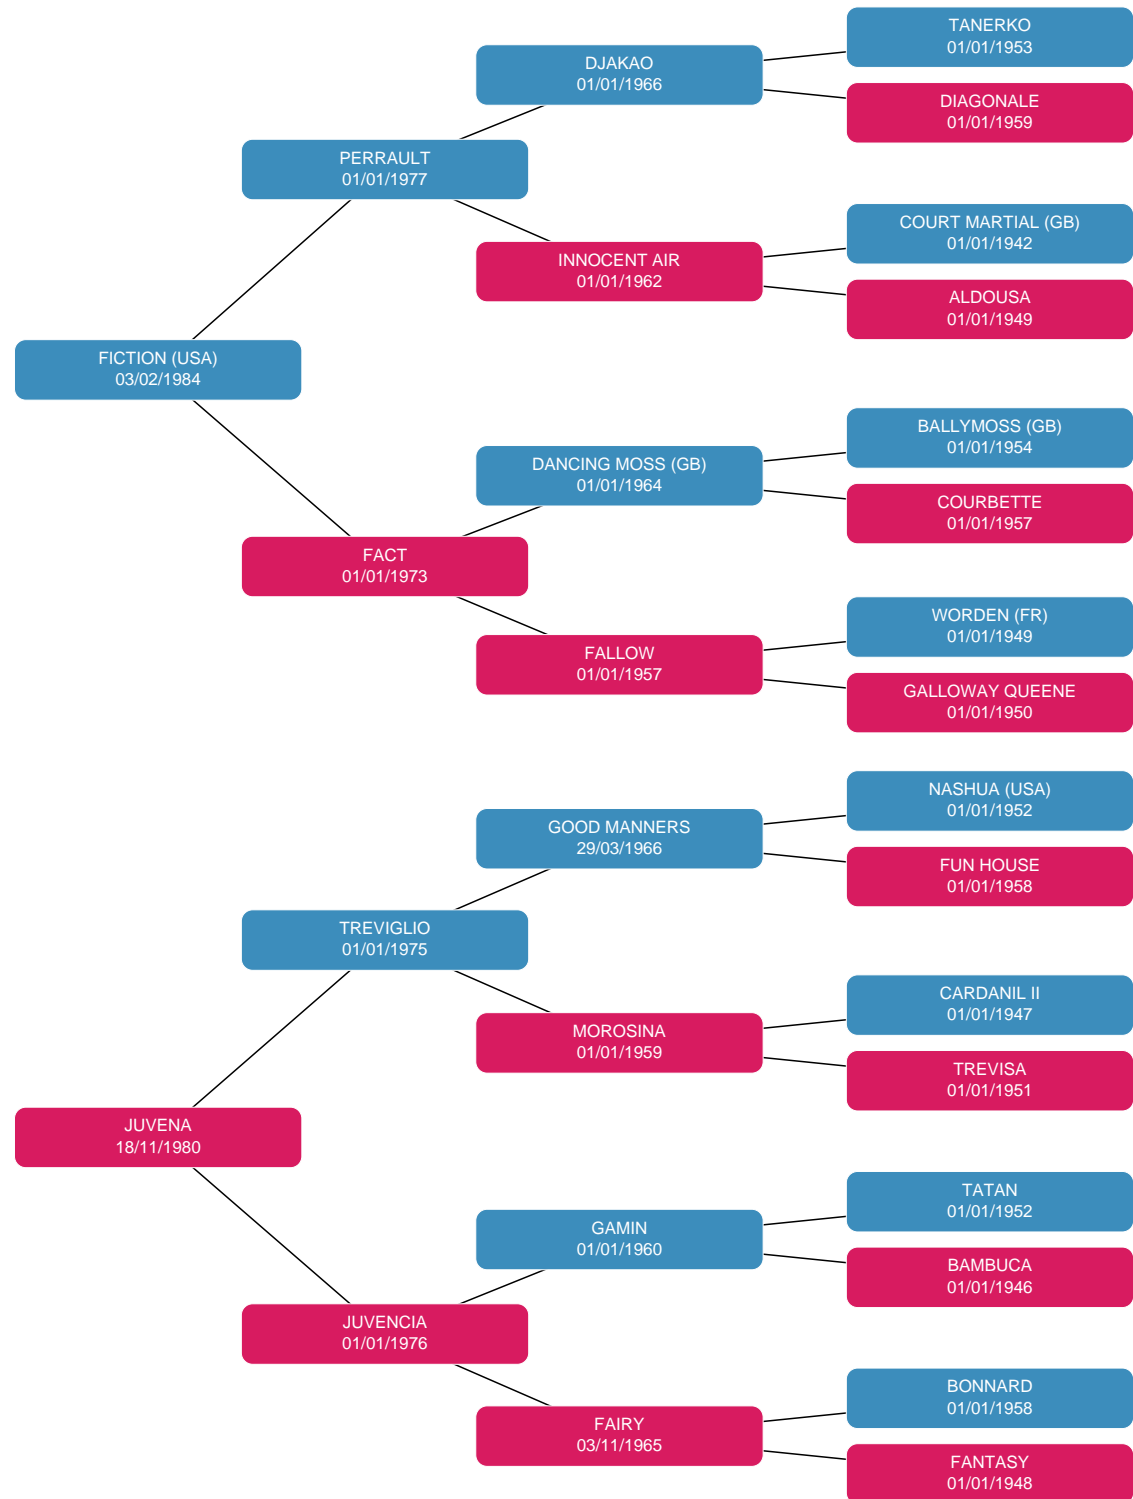 TANERKO
01/01/1953
DJAKAO
01/01/1966
DIAGONALE
01/01/1959
PERRAULT
01/01/1977
COURT MARTIAL (GB)
01/01/1942
INNOCENT AIR
01/01/1962
ALDOUSA
01/01/1949
FICTION (USA)
03/02/1984
BALLYMOSS (GB)
01/01/1954
DANCING MOSS (GB)
01/01/1964
COURBETTE
01/01/1957
FACT
01/01/1973
WORDEN (FR)
01/01/1949
FALLOW
01/01/1957
GALLOWAY QUEENE
01/01/1950
NASHUA (USA)
01/01/1952
GOOD MANNERS
29/03/1966
FUN HOUSE
01/01/1958
TREVIGLIO
01/01/1975
CARDANIL II
01/01/1947
MOROSINA
01/01/1959
TREVISA
01/01/1951
JUVENA
18/11/1980
TATAN
01/01/1952
GAMIN
01/01/1960
BAMBUCA
01/01/1946
JUVENCIA
01/01/1976
BONNARD
01/01/1958
FAIRY
03/11/1965
FANTASY
01/01/1948